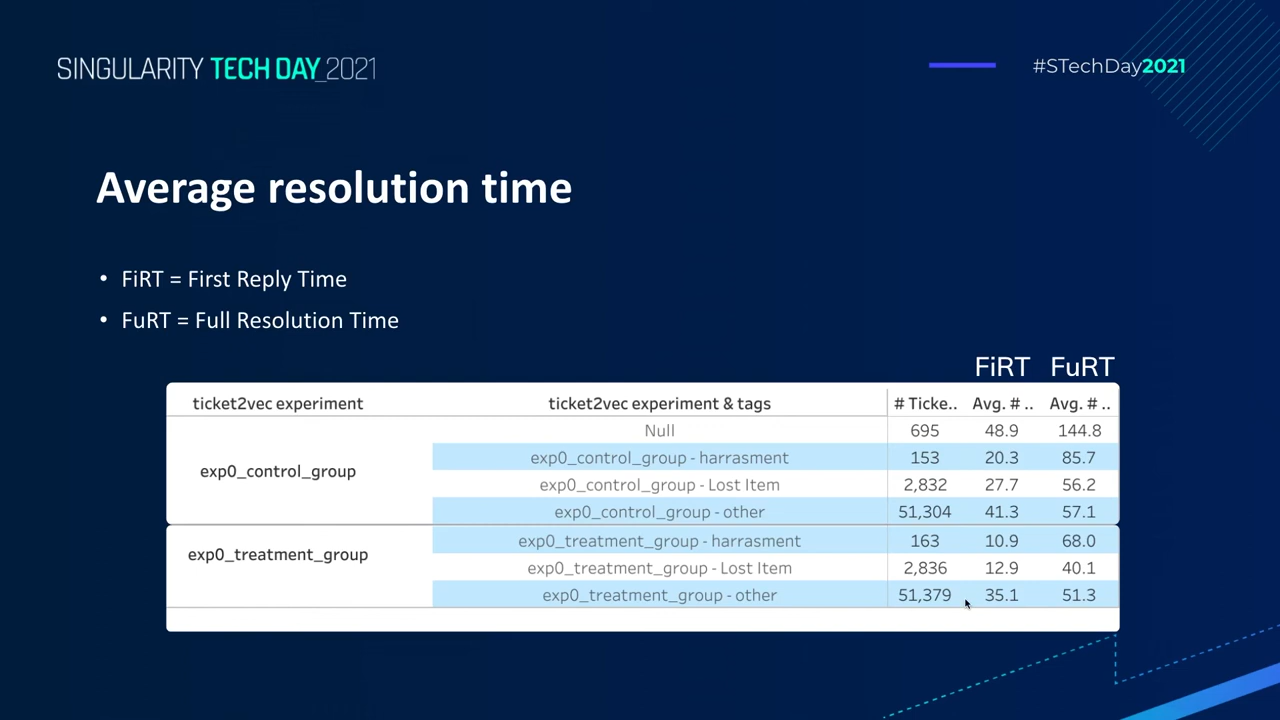 SINGULARITY TECH DAY_2021
#STechDay2021
Average resolution time
• FiRT = First Reply Time
• FuRT = Full Resolution Time
FiRT FuRT
ticket2vec experiment ticket2vec experiment & tags # Ticke.. Avg. # .. Avg. # ..
Null 695 48.9 144.8
exp0_control_group
exp0_control_group - harrasment 153 20.3 85.7
exp0_control_group - Lost Item 2,832 27.7 56.2
exp0_control_group - other 51,304 41.3 57.1
exp0_treatment_group
exp0_treatment_group - harrasment 163 10.9 68.0
exp0_treatment_group - Lost Item 2,836 12.9 40.1
exp0_treatment_group - other 51,379 35.1 51.3